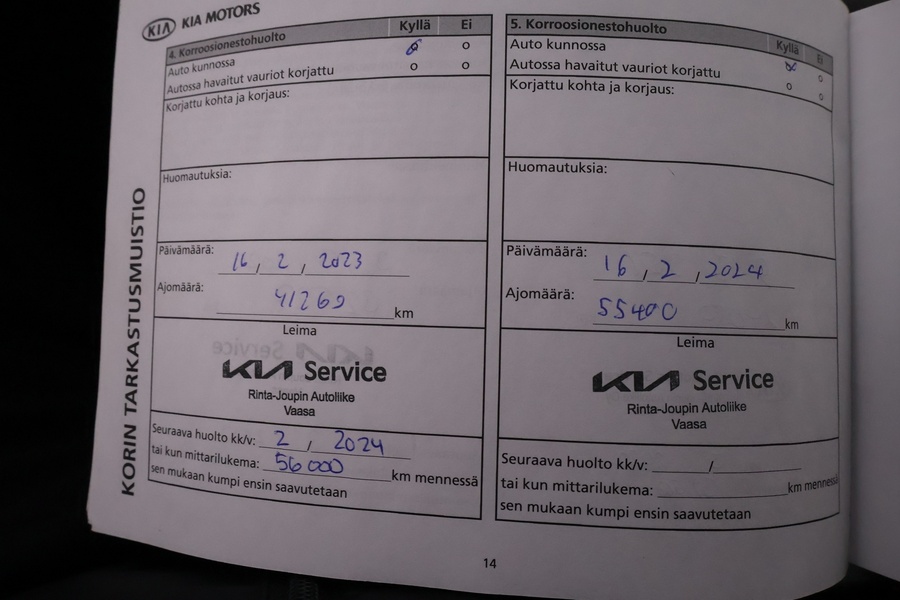 KIA KIA MOTORS
KORIN TARKASTUSMUISTIO
4. Korroosionestohuolto Kyllä Ei
Auto kunnossa
Autossa havaitut vauriot korjattu
Korjattu kohta ja korjaus:
Huomautuksia:
Päivämäärä: 16, 2, 2023
Ajomäärä: 41269 km
Leima
KIA Service
Rinta-Joupin Autoliike
Vaasa
Seuraava huolto kk/v: 2 / 2024
tai kun mittarilukema: 56000 km mennessä
sen mukaan kumpi ensin saavutetaan
5. Korroosionestohuolto Kyllä Ei
Auto kunnossa
Autossa havaitut vauriot korjattu
Korjattu kohta ja korjaus:
Huomautuksia:
Päivämäärä: 16, 2, 2024
Ajomäärä: 55400 km
Leima
KIA Service
Rinta-Joupin Autoliike
Vaasa
Seuraava huolto kk/v: /
tai kun mittarilukema: km mennessä
sen mukaan kumpi ensin saavutetaan
14